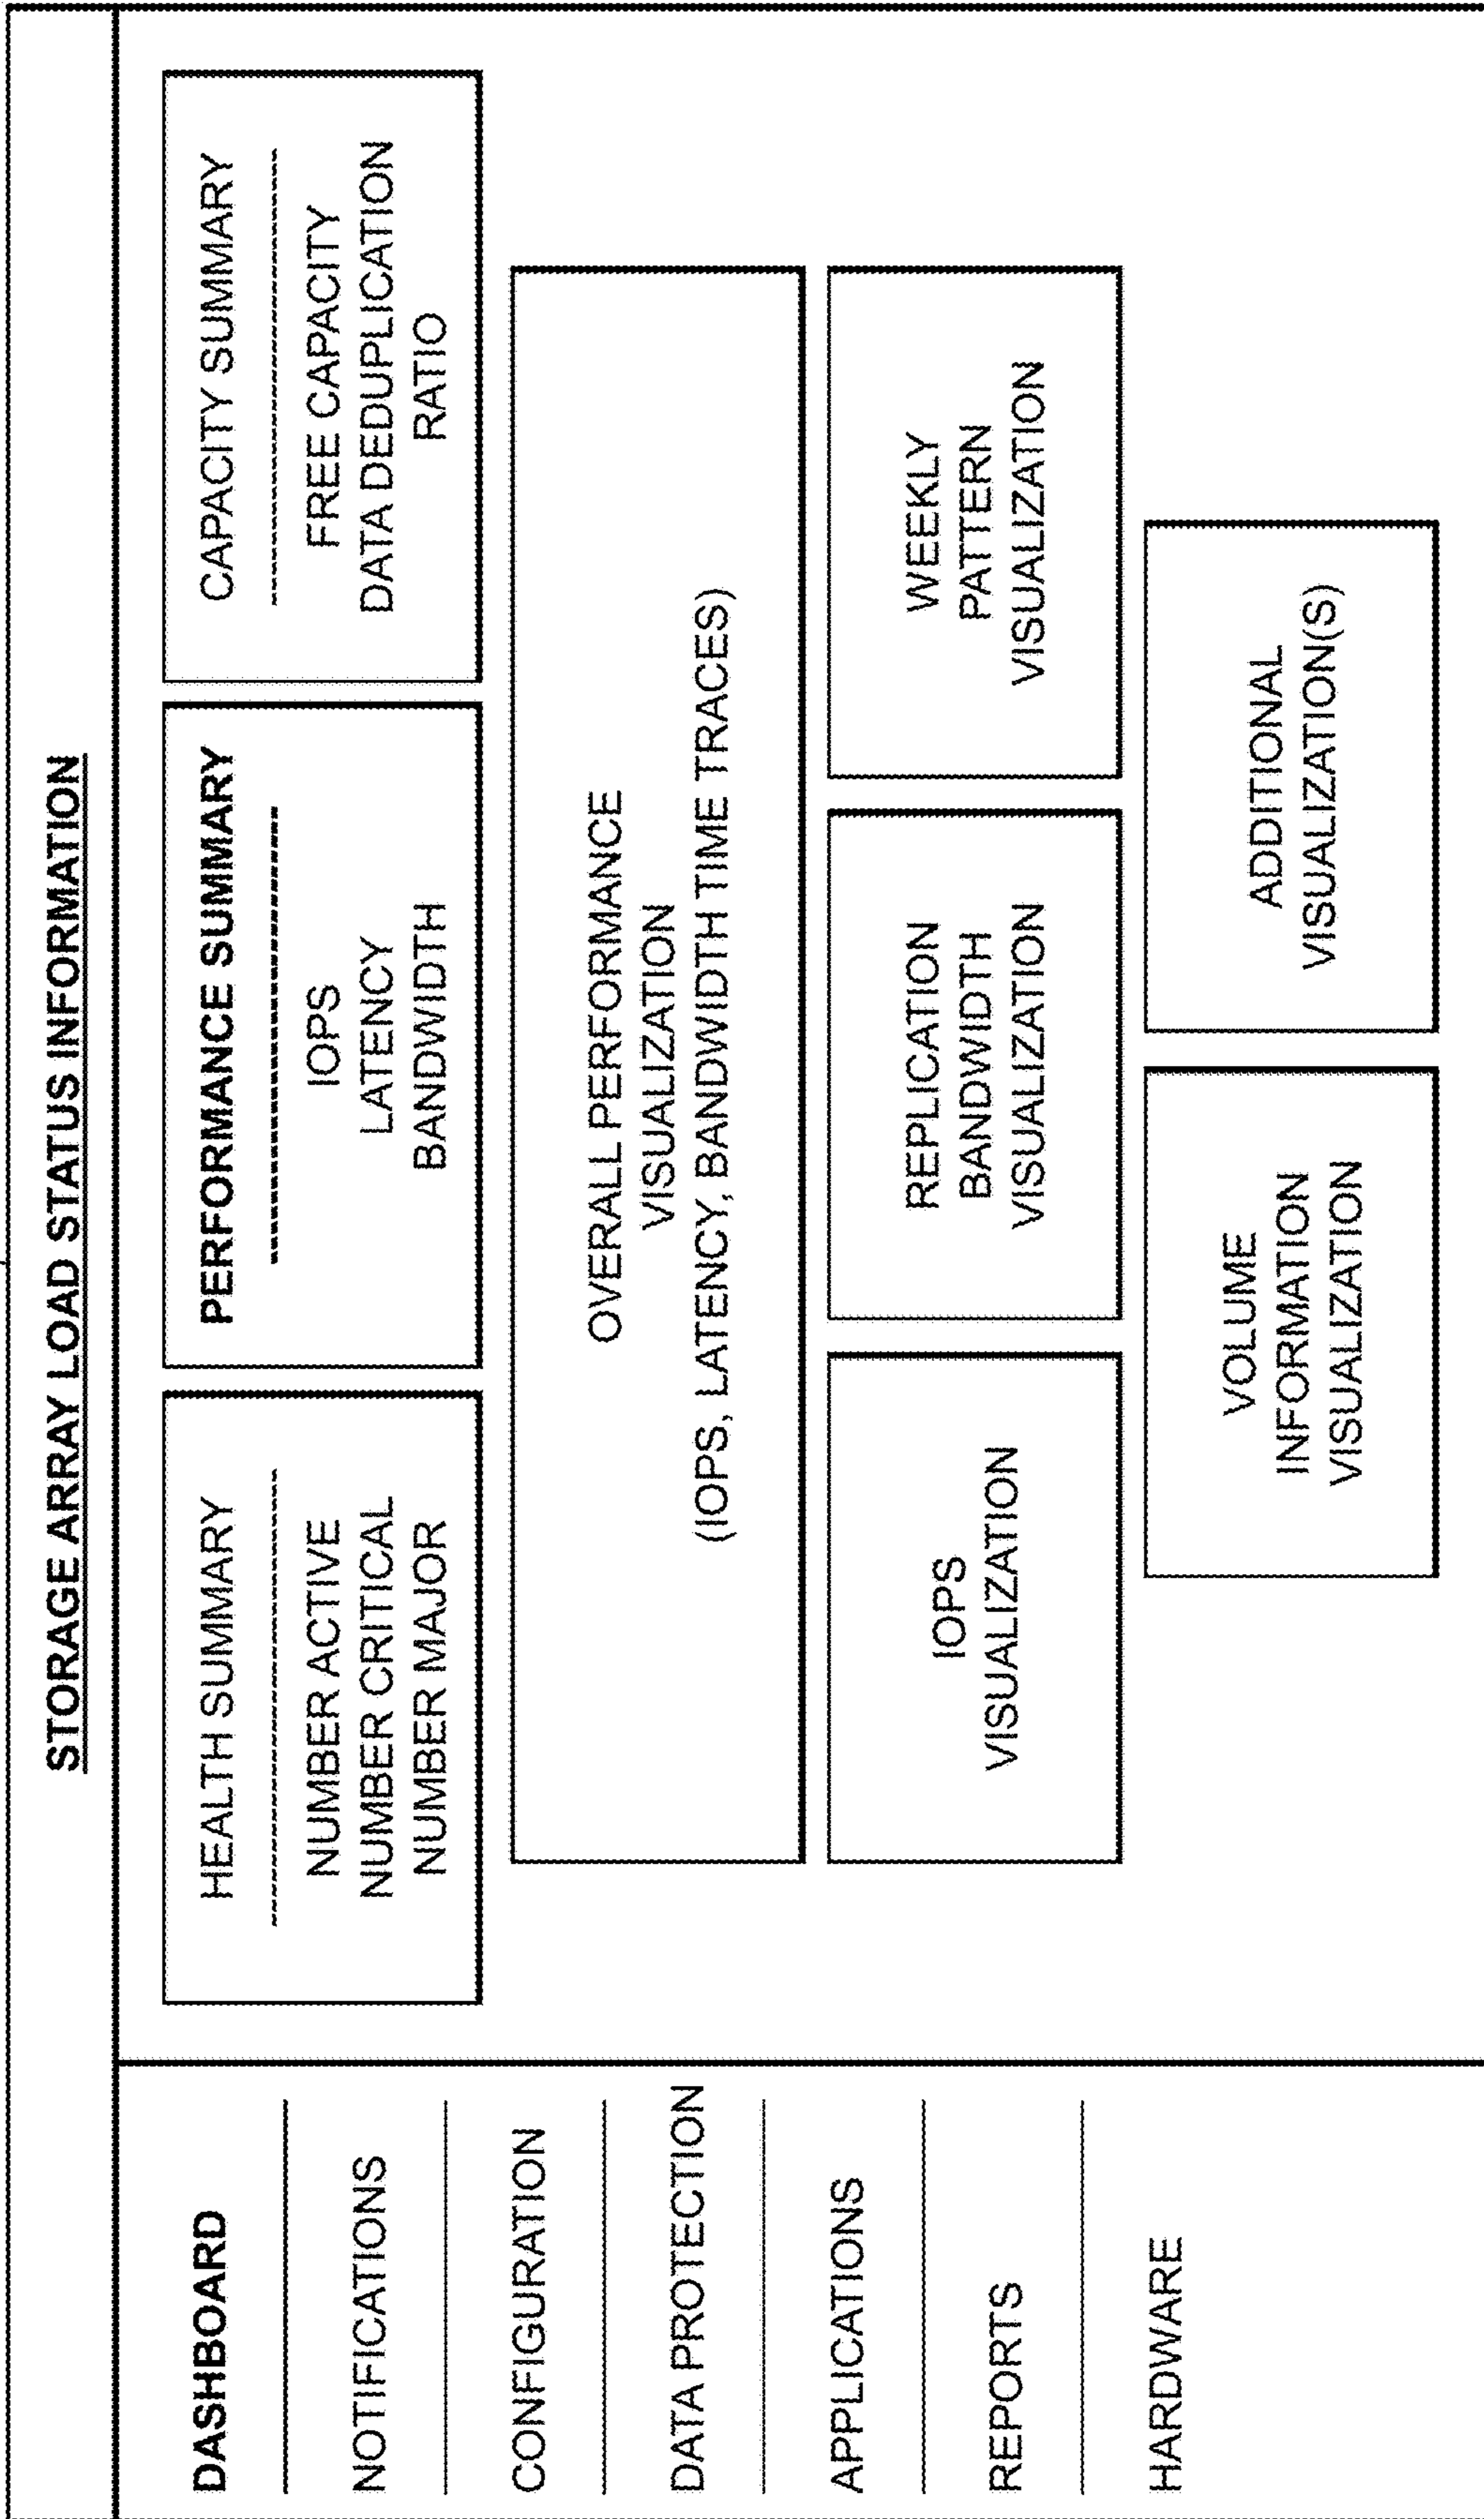 STORAGE ARRAY LOAD STATUS INFORMATION
DASHBOARD
NOTIFICATIONS
CONFIGURATION
DATA PROTECTION
APPLICATIONS
REPORTS
HARDWARE
HEALTH SUMMARY
NUMBER ACTIVE
NUMBER CRITICAL
NUMBER MAJOR
PERFORMANCE SUMMARY
IOPS
LATENCY
BANDWIDTH
CAPACITY SUMMARY
FREE CAPACITY
DATA DEDUPLICATION
RATIO
OVERALL PERFORMANCE
VISUALIZATION
(IOPS, LATENCY, BANDWIDTH TIME TRACES)
IOPS
VISUALIZATION
REPLICATION
BANDWIDTH
VISUALIZATION
WEEKLY
PATTERN
VISUALIZATION
VOLUME
INFORMATION
VISUALIZATION
ADDITIONAL
VISUALIZATION(S)